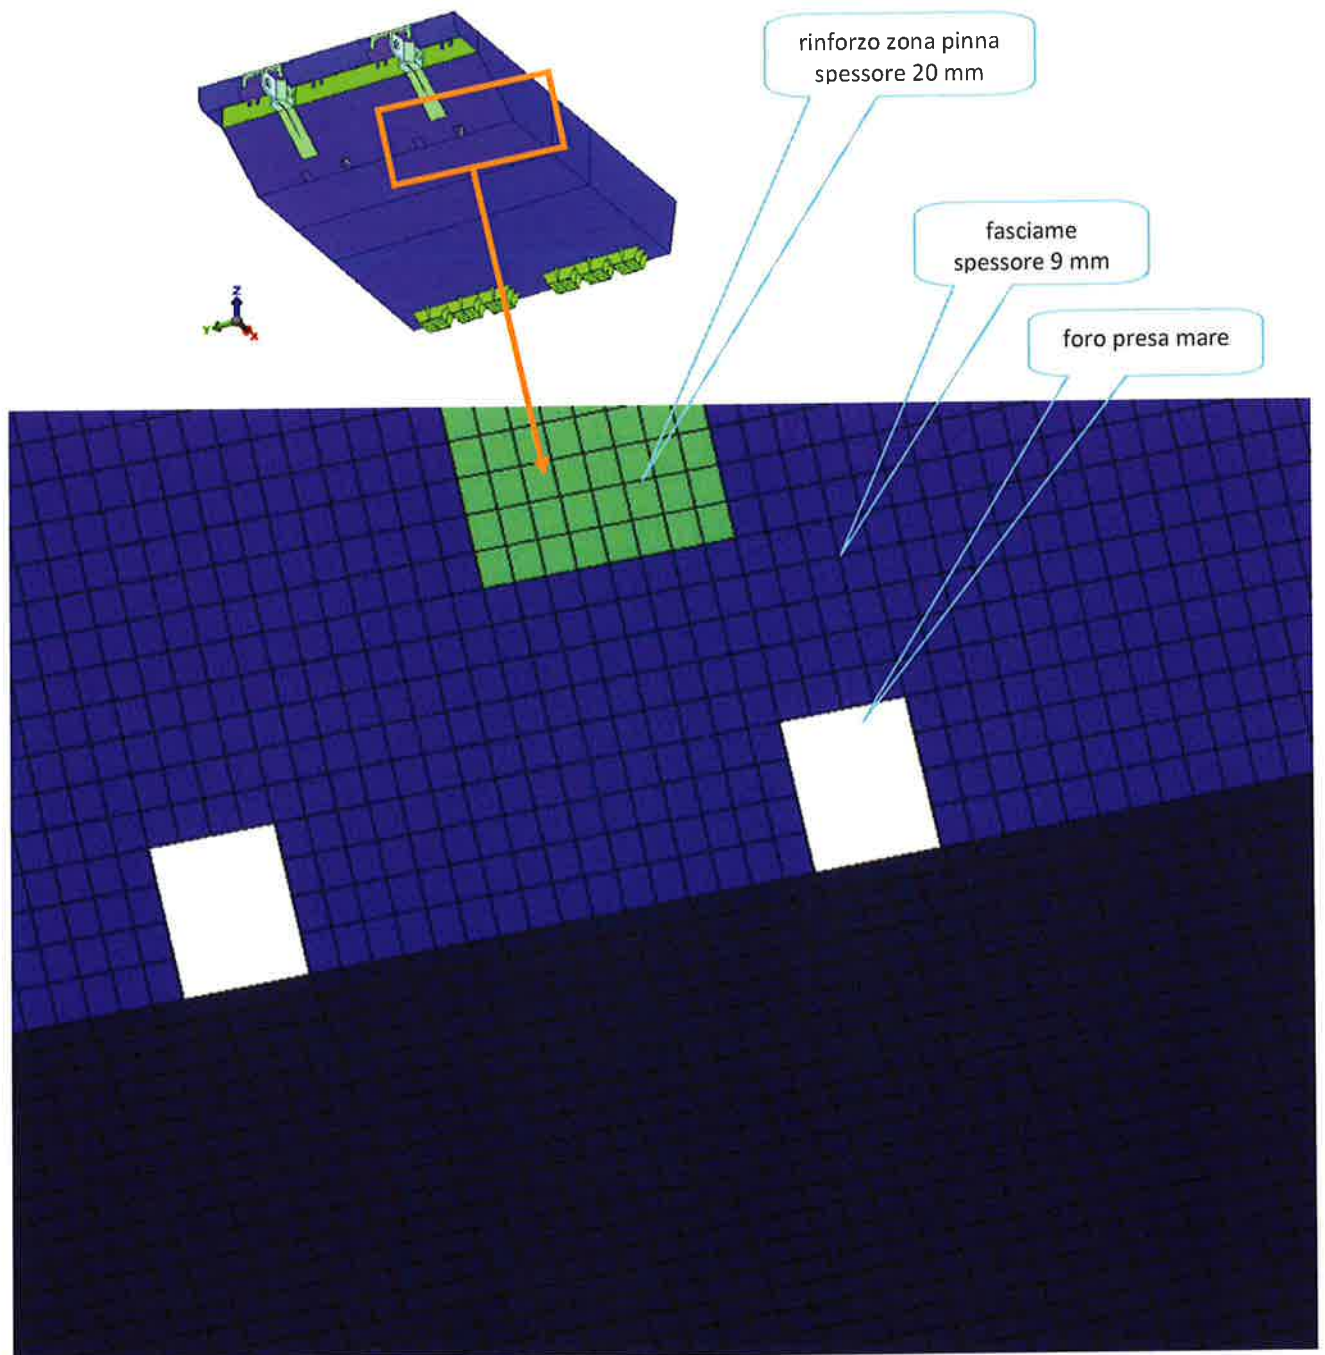 rinforzo zona pinna
spessore 20 mm
fasciame
spessore 9 mm
foro presa mare
Z
Y
X